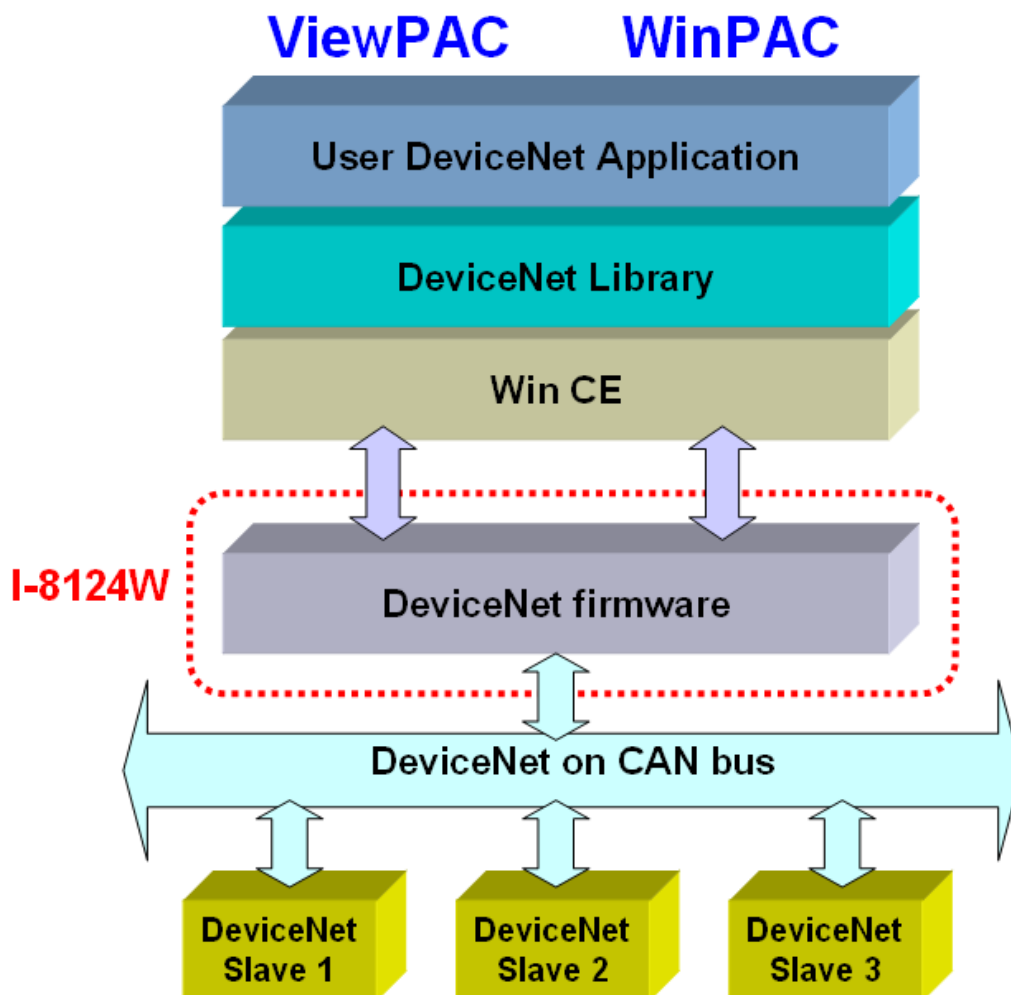 ViewPAC WinPAC
User DeviceNet Application
DeviceNet Library
Win CE
I-8124W
DeviceNet firmware
DeviceNet on CAN bus
DeviceNet
Slave 1
DeviceNet
Slave 2
DeviceNet
Slave 3